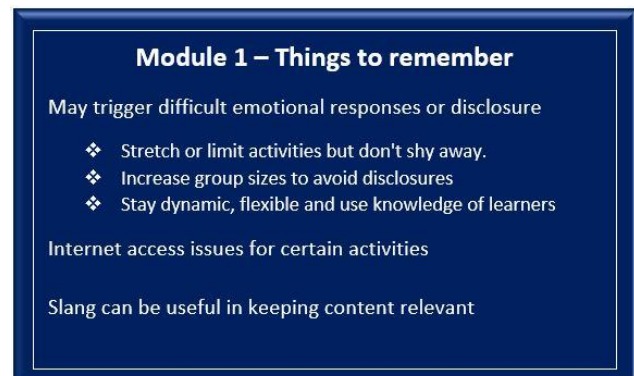 Module 1 – Things to remember
May trigger difficult emotional responses or disclosure
❖ Stretch or limit activities but don't shy away.
❖ Increase group sizes to avoid disclosures
❖ Stay dynamic, flexible and use knowledge of learners
Internet access issues for certain activities
Slang can be useful in keeping content relevant